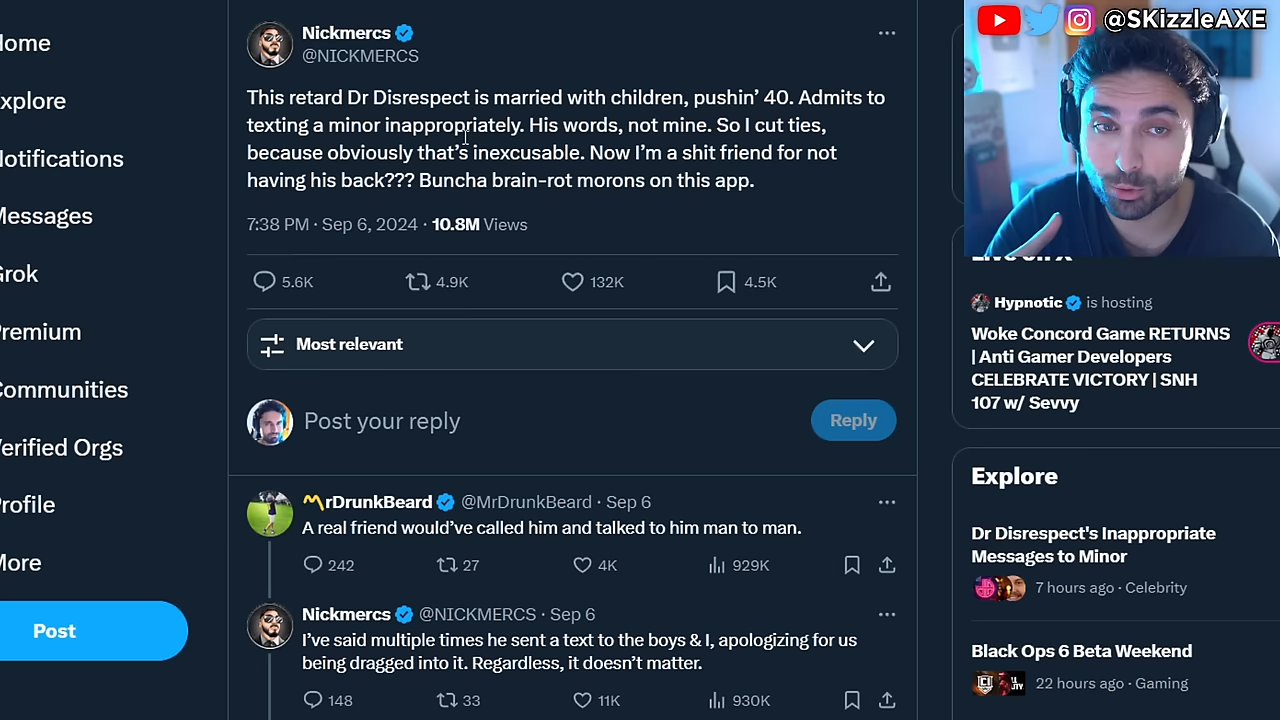 @SKizzleAXE
ome
xplore
otifications
essages
rok
remium
ommunities
erified Orgs
rofile
ore
Post
Nickmercs
@NICKMERCS
This retard Dr Disrespect is married with children, pushin' 40. Admits to
texting a minor inappropriately. His words, not mine. So I cut ties,
because obviously that's inexcusable. Now I'm a shit friend for not
having his back??? Buncha brain-rot morons on this app.
7:38 PM · Sep 6, 2024 · 10.8M Views
5.6K 4.9K 132K 4.5K
Most relevant
Post your reply
Reply
rDrunkBeard @MrDrunkBeard · Sep 6
A real friend would've called him and talked to him man to man.
242 27 4K 929K
Nickmercs @NICKMERCS · Sep 6
I've said multiple times he sent a text to the boys & I, apologizing for us
being dragged into it. Regardless, it doesn't matter.
148 33 11K 930K
Hypnotic is hosting
Woke Concord Game RETURNS
| Anti Gamer Developers
CELEBRATE VICTORY | SNH
107 w/ Sevvy
Explore
Dr Disrespect's Inappropriate
Messages to Minor
7 hours ago · Celebrity
Black Ops 6 Beta Weekend
22 hours ago · Gaming